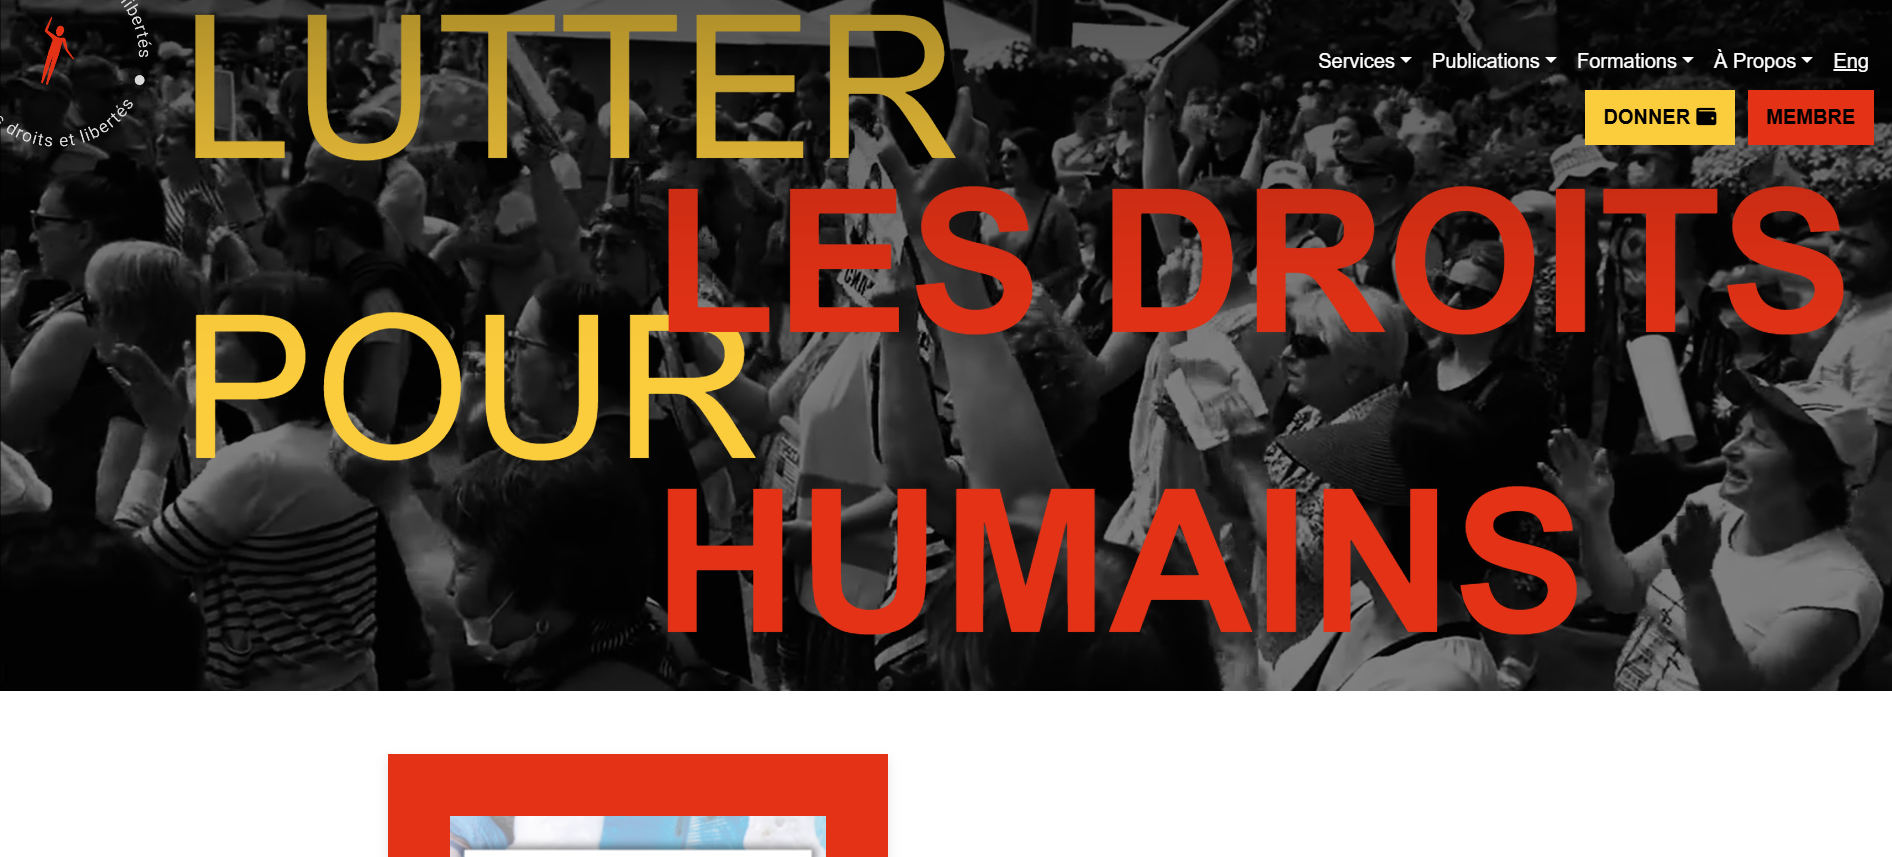 libertés
droits et libertés
Services
Publications
Formations
À Propos
Eng
DONNER
MEMBRE
LUTTER
LES DROITS
POUR
HUMAINS